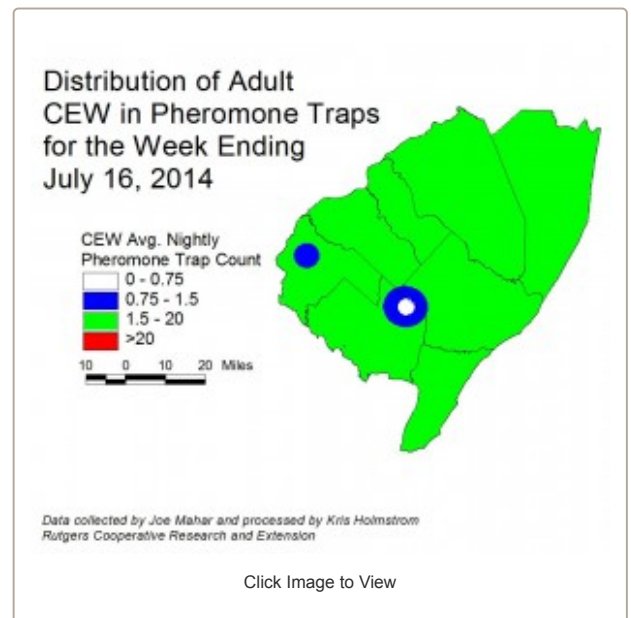 Distribution of Adult
CEW in Pheromone Traps
for the Week Ending
July 16, 2014
CEW Avg. Nightly
Pheromone Trap Count
0 - 0.75
0.75 - 1.5
1.5 - 20
>20
10 0 10 20 Miles
Data collected by Joe Mahar and processed by Kris Holmstrom
Rutgers Cooperative Research and Extension
Click Image to View